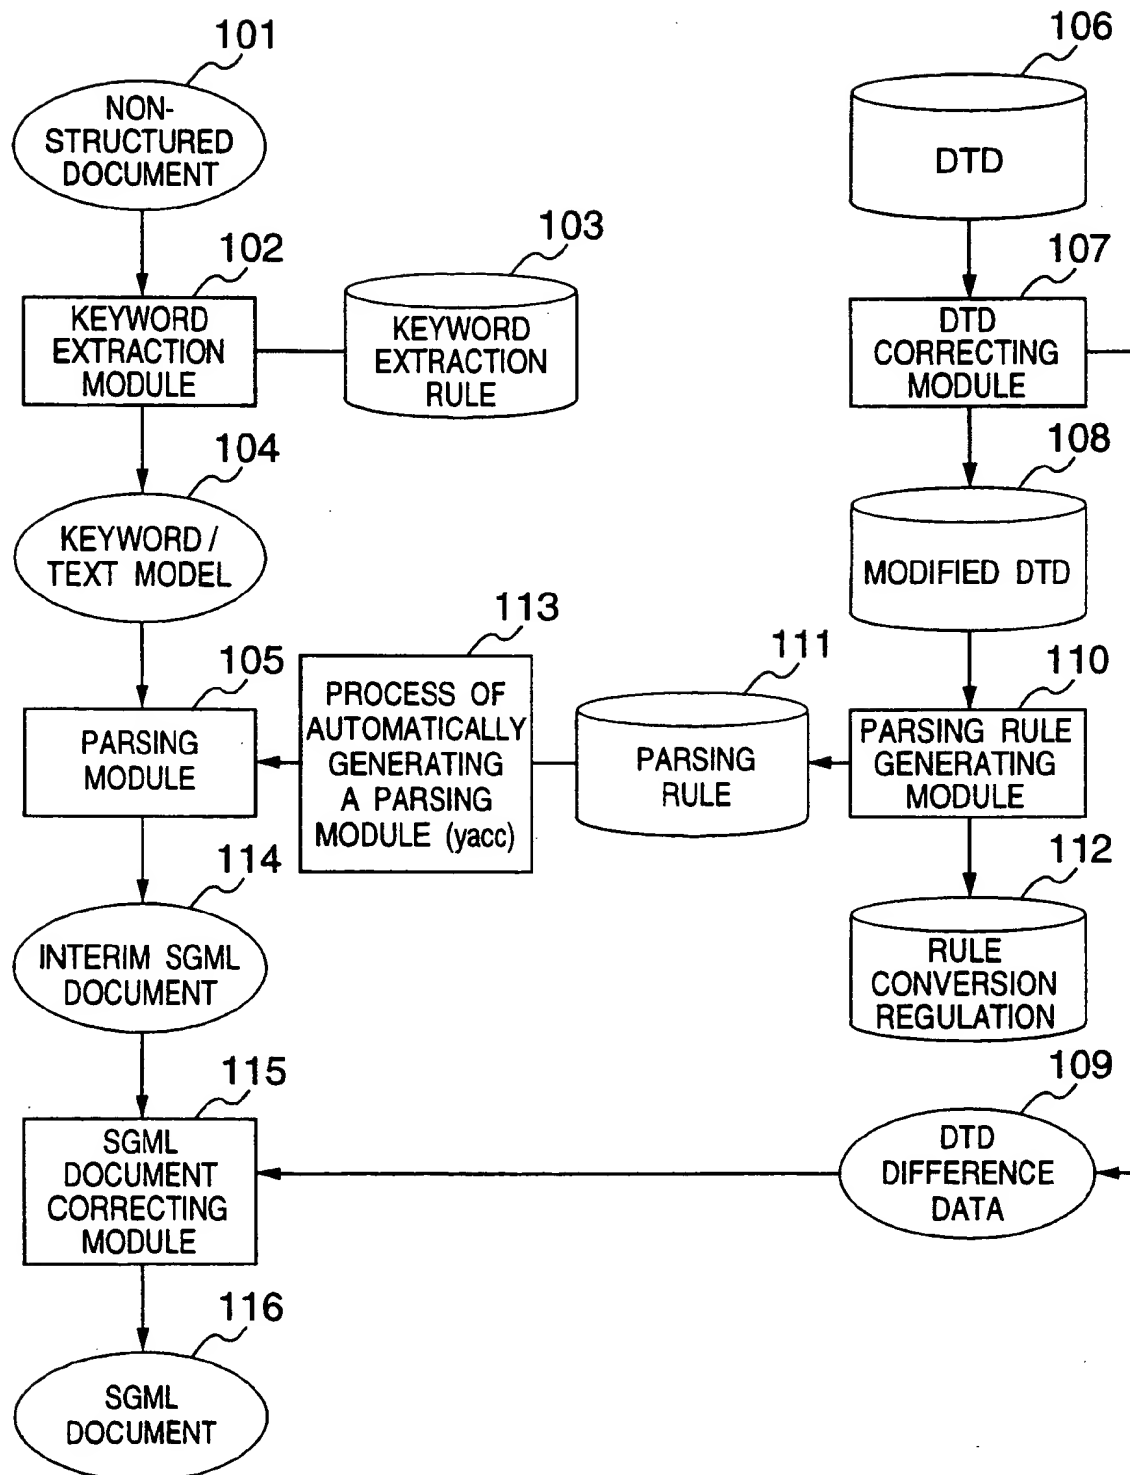 101
NON-
STRUCTURED
DOCUMENT
102
KEYWORD
EXTRACTION
MODULE
103
KEYWORD
EXTRACTION
RULE
104
KEYWORD /
TEXT MODEL
105
PARSING
MODULE
106
DTD
107
DTD
CORRECTING
MODULE
108
MODIFIED DTD
110
PARSING RULE
GENERATING
MODULE
111
PARSING
RULE
113
PROCESS OF
AUTOMATICALLY
GENERATING
A PARSING
MODULE (yacc)
112
RULE
CONVERSION
REGULATION
114
INTERIM SGML
DOCUMENT
109
DTD
DIFFERENCE
DATA
115
SGML
DOCUMENT
CORRECTING
MODULE
116
SGML
DOCUMENT